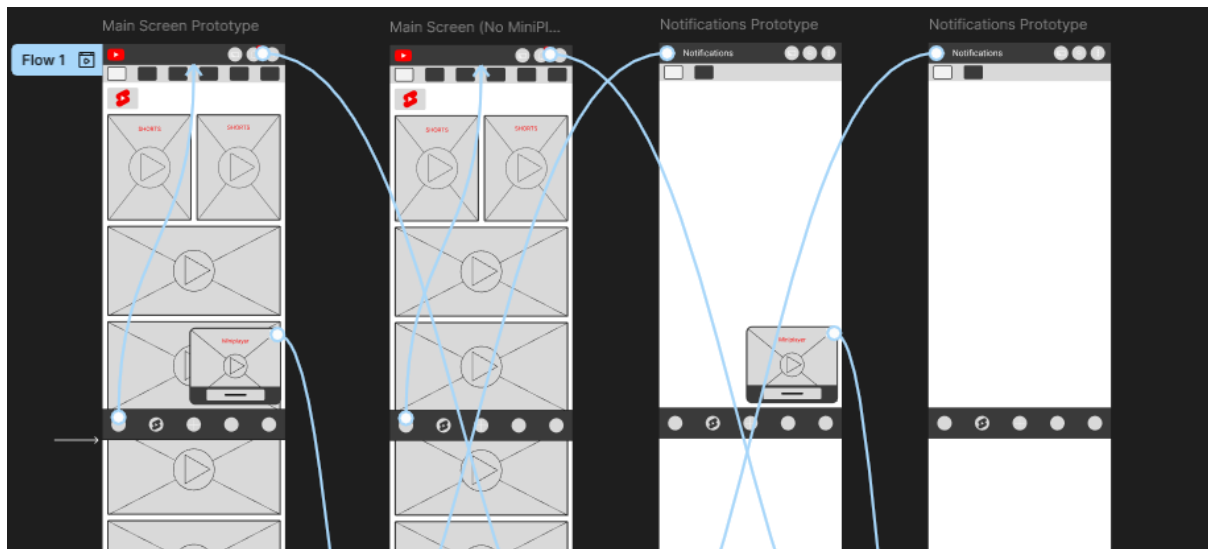 Main Screen Prototype
Main Screen (No MiniPl...
Notifications Prototype
Notifications Prototype
Flow 1
Notifications
Notifications
SHORTS
SHORTS
SHORTS
SHORTS
Miniplayer
Miniplayer